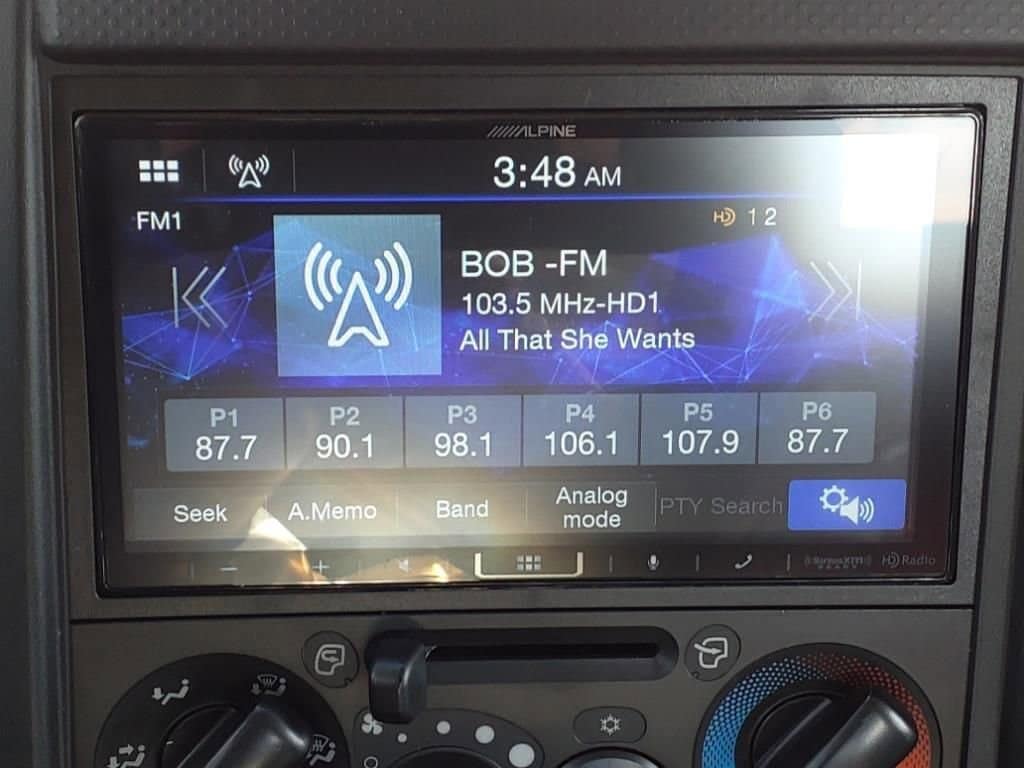 ALPINE
3:48 AM
FM1
HD 1 2
BOB -FM
103.5 MHz-HD1
All That She Wants
P1 P2 P3 P4 P5 P6
87.7 90.1 98.1 106.1 107.9 87.7
Seek A.Memo Band Analog mode PTY Search
SiriusXM HD Radio
READY